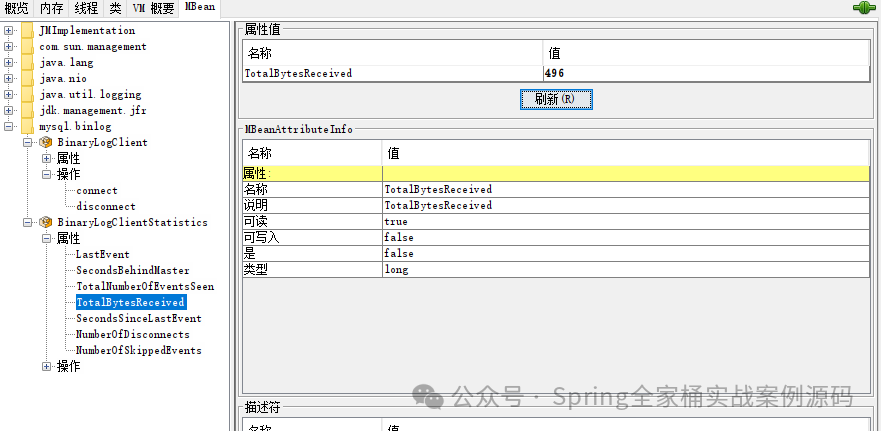 概览 内存 线程 类 VM 概要 MBean
JMImplementation
com.sun.management
java.lang
java.nio
java.util.logging
jdk.management.jfr
mysql.binlog
BinaryLogClient
属性
操作
connect
disconnect
BinaryLogClientStatistics
属性
LastEvent
SecondsBehindMaster
TotalNumberOfEventsSeen
TotalBytesReceived
SecondsSinceLastEvent
NumberOfDisconnects
NumberOfSkippedEvents
操作
属性值
名称 值
TotalBytesReceived 496
刷新(R)
MBeanAttributeInfo
名称 值
属性:
名称 TotalBytesReceived
说明 TotalBytesReceived
可读 true
可写入 false
是 false
类型 long
公众号 · Spring全家桶实战案例源码
描述符
名称 值